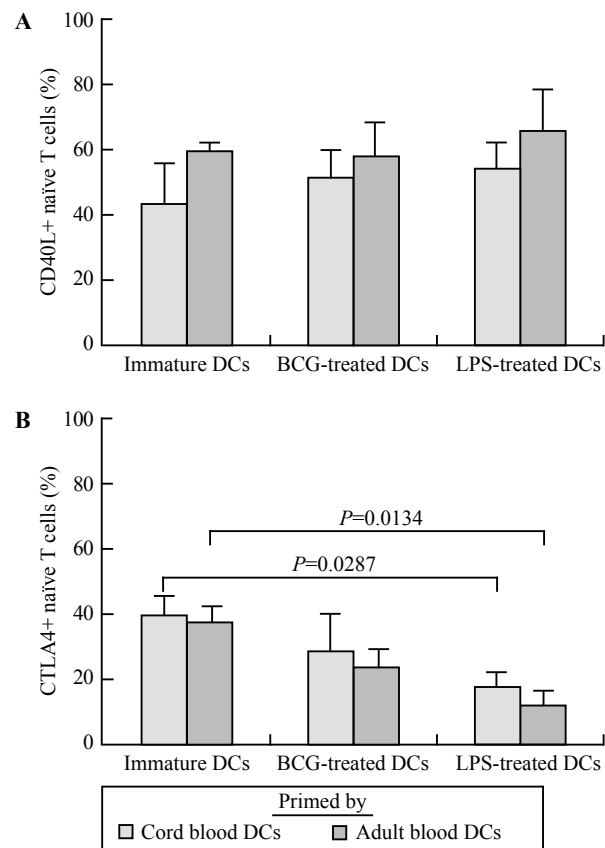 A
100
80
60
40
20
0
CD40L+ naïve T cells (%)
Immature DCs BCG-treated DCs LPS-treated DCs
B
100
80
60
40
20
0
CTLA4+ naïve T cells (%)
P=0.0134
P=0.0287
Immature DCs BCG-treated DCs LPS-treated DCs
Primed by
Cord blood DCs Adult blood DCs